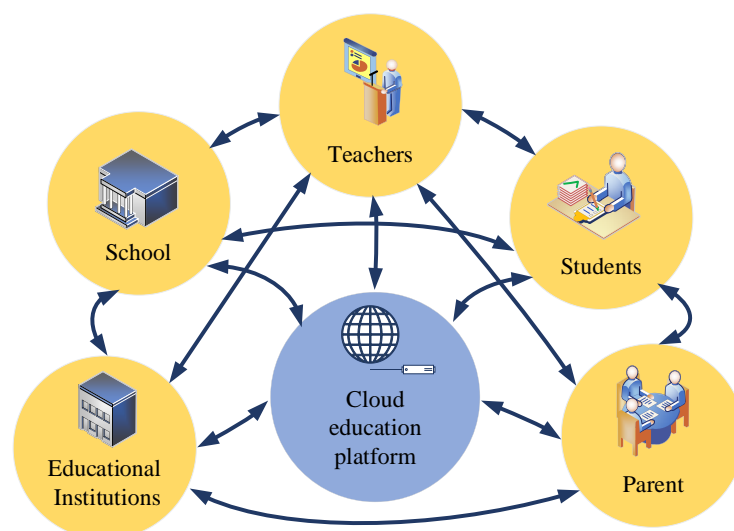 Teachers
School
Students
Cloud
education
platform
Educational
Institutions
Parent